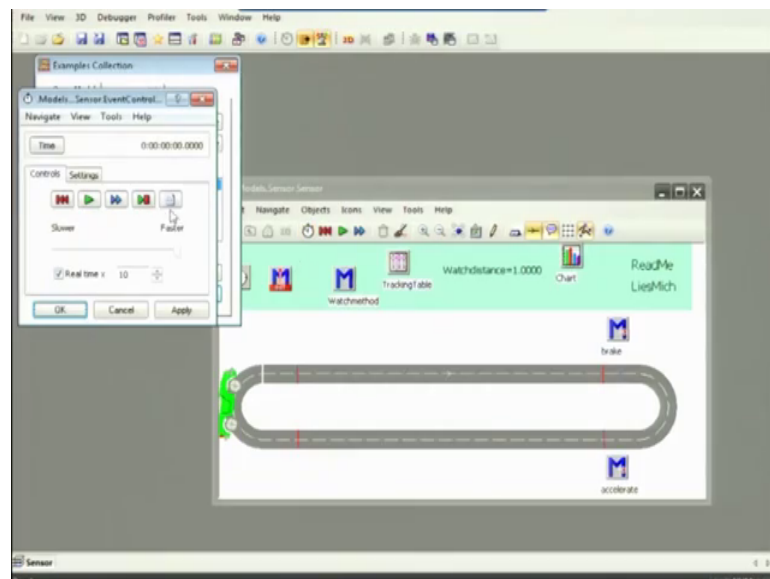 File View 3D Debugger Profiler Tools Window Help
Examples Collection
.Models...Sensor.EventControl...
Navigate View Tools Help
Time 0:00:00:00.0000
Controls Settings
Slower Faster
Real time x 10
OK Cancel Apply
Models.Sensor.Sensor
Navigate Objects Icons View Tools Help
Watchmethod
TrackingTable
Watchdistance=1.0000
Chart
ReadMe
LiesMich
brake
accelerate
Sensor